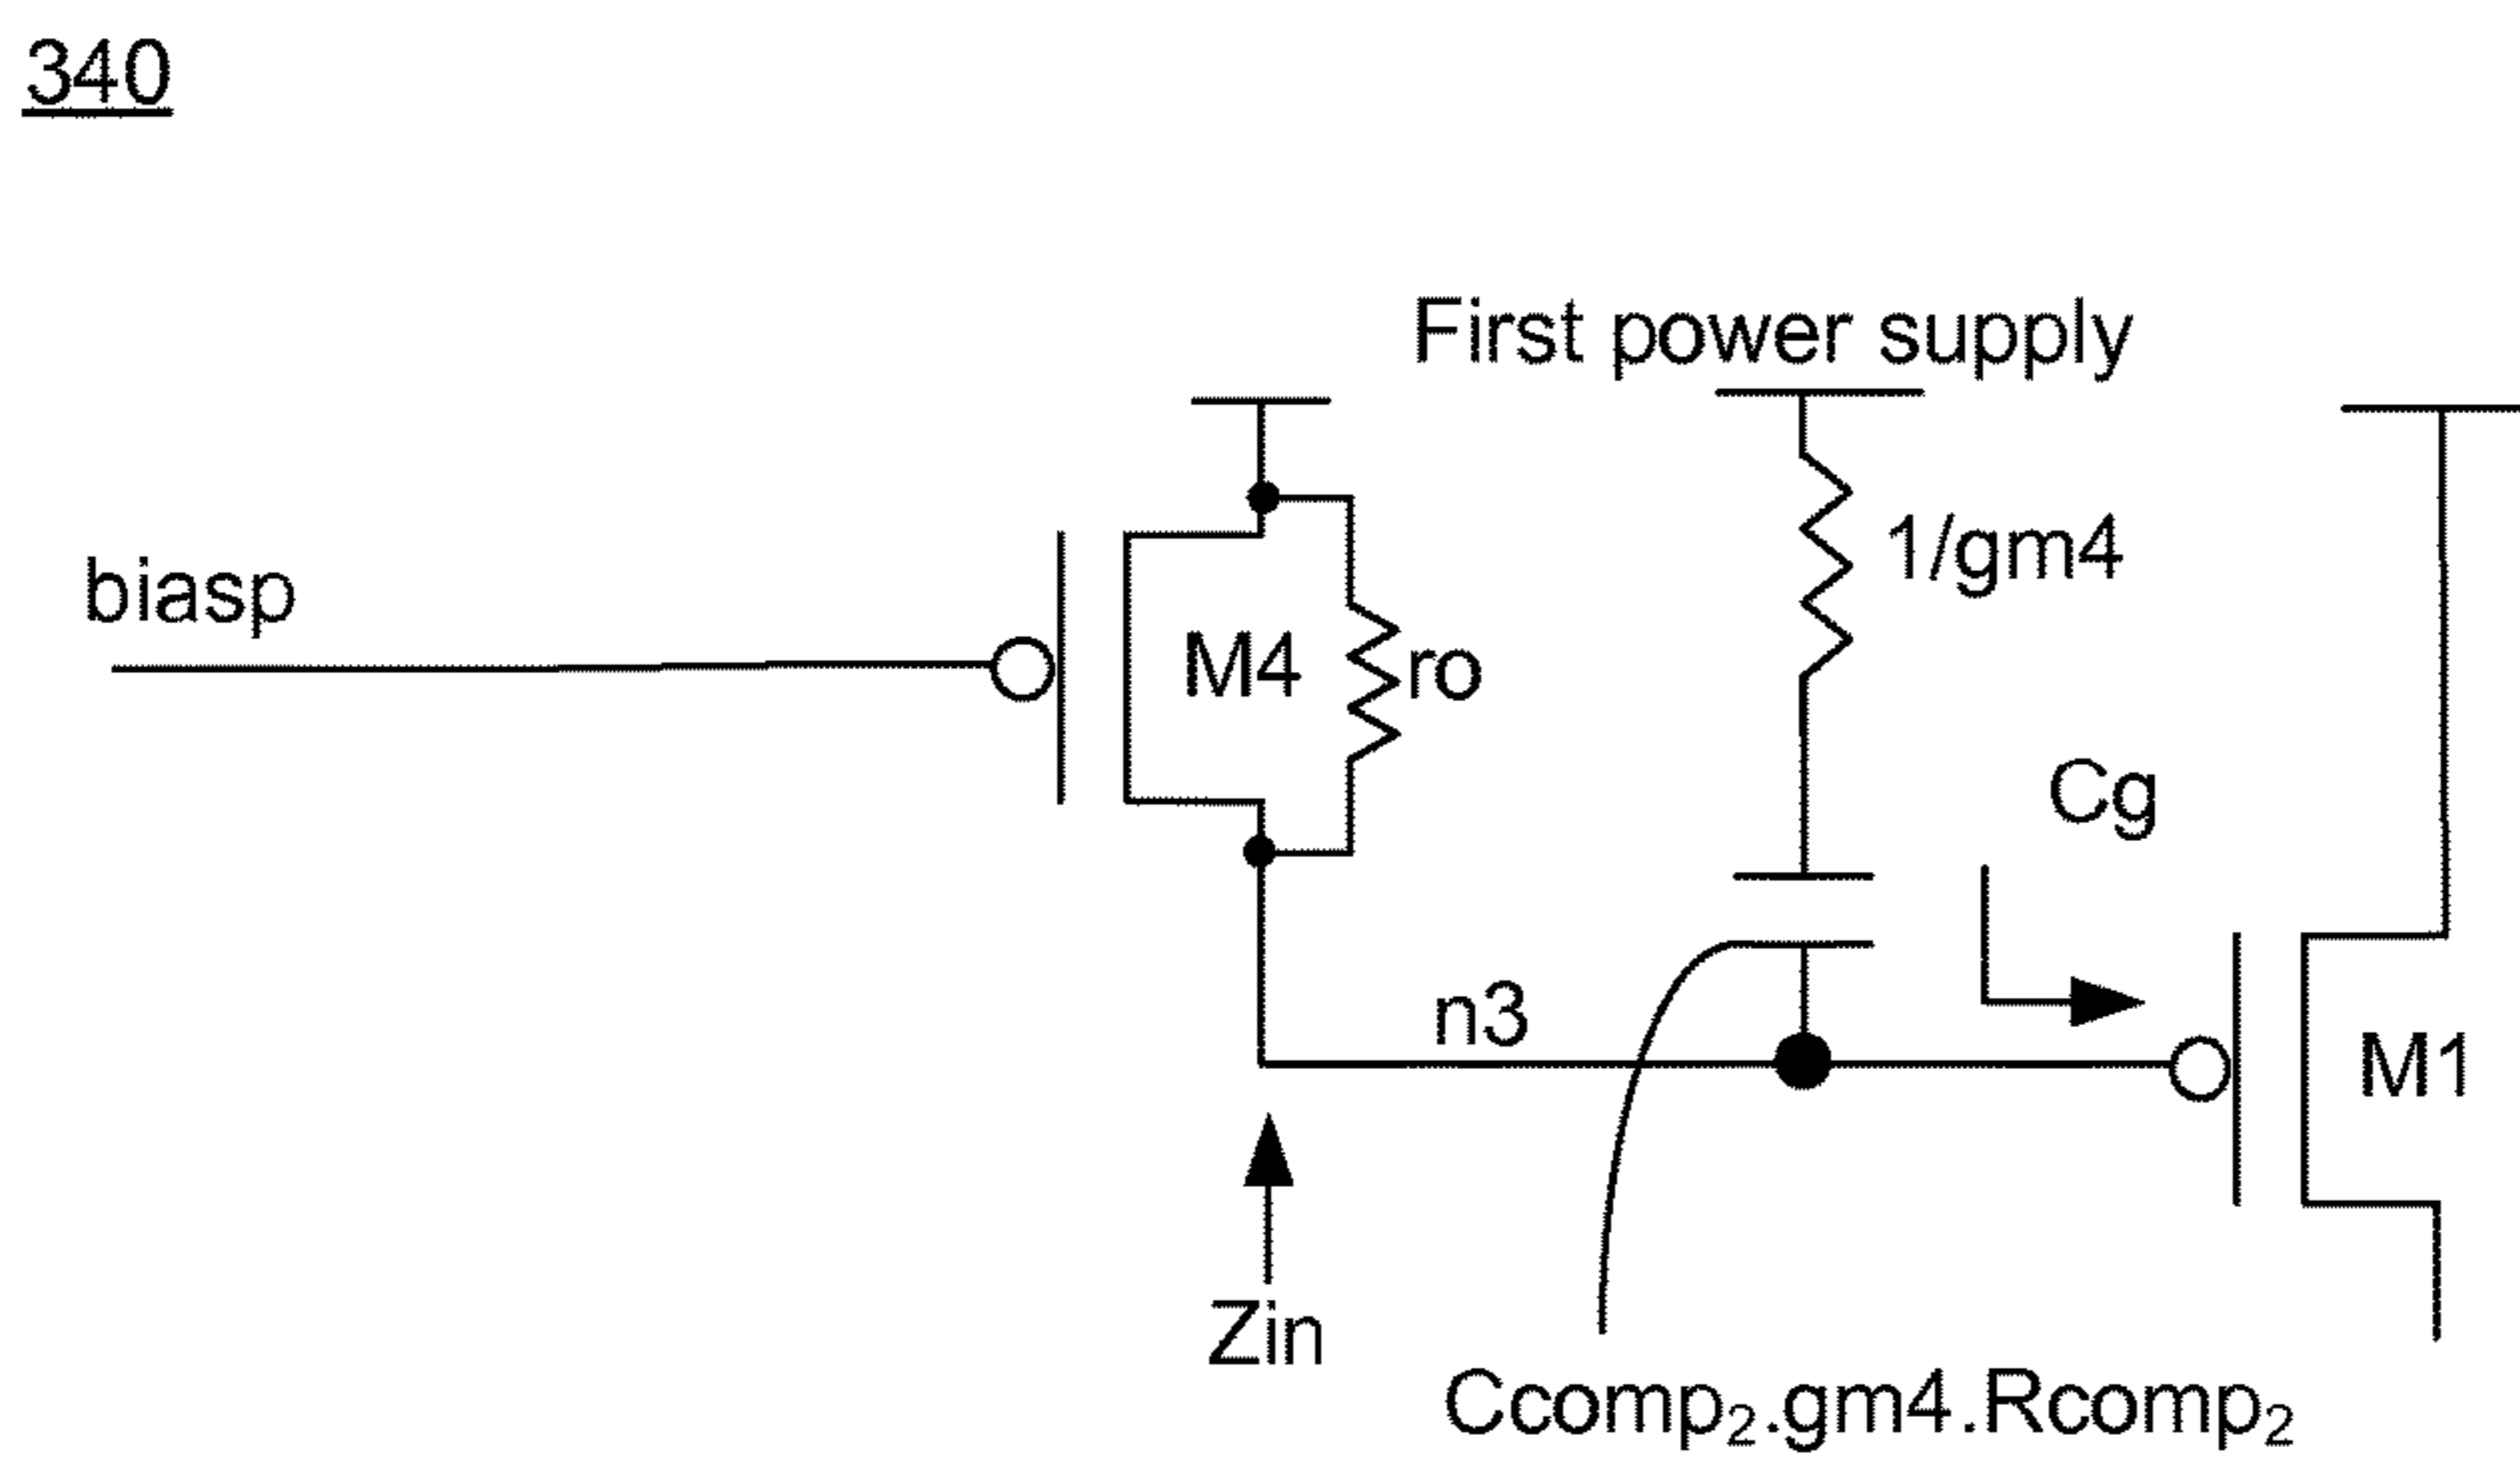 340
First power supply
biasp
M4
ro
1/gm4
Cg
n3
M1
Zin
Ccomp₂.gm4.Rcomp₂